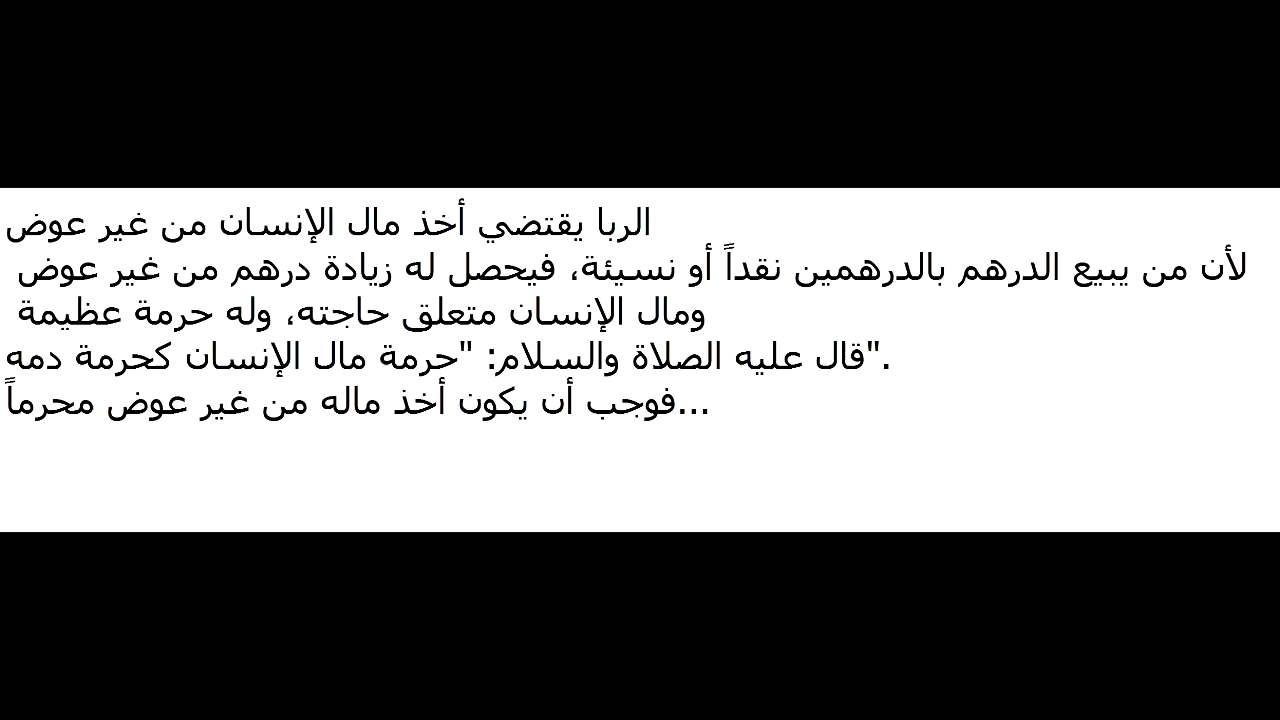 الربا يقتضي أخذ مال الإنسان من غير عوض
لأن من يبيع الدرهم بالدرهمين نقداً أو نسيئة، فيحصل له زيادة درهم من غير عوض
ومال الإنسان متعلق حاجته، وله حرمة عظيمة
قال عليه الصلاة والسلام: "حرمة مال الإنسان كحرمة دمه".
فوجب أن يكون أخذ ماله من غير عوض محرماً...